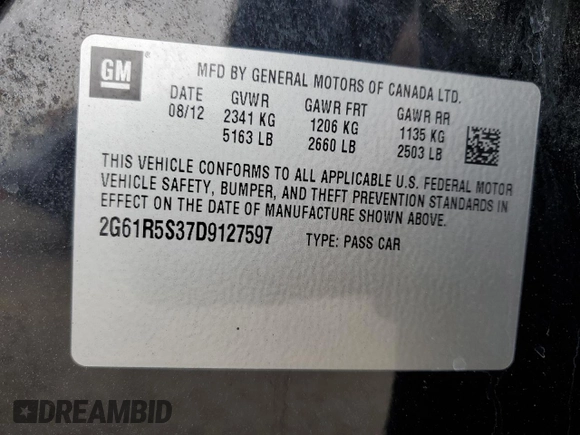 GM
MFD BY GENERAL MOTORS OF CANADA LTD.
DATE GVWR GAWR FRT GAWR RR
08/12 2341 KG 1206 KG 1135 KG
5163 LB 2660 LB 2503 LB
THIS VEHICLE CONFORMS TO ALL APPLICABLE U.S. FEDERAL MOTOR
VEHICLE SAFETY, BUMPER, AND THEFT PREVENTION STANDARDS IN
EFFECT ON THE DATE OF MANUFACTURE SHOWN ABOVE.
2G61R5S37D9127597 TYPE: PASS CAR
DREAMBID